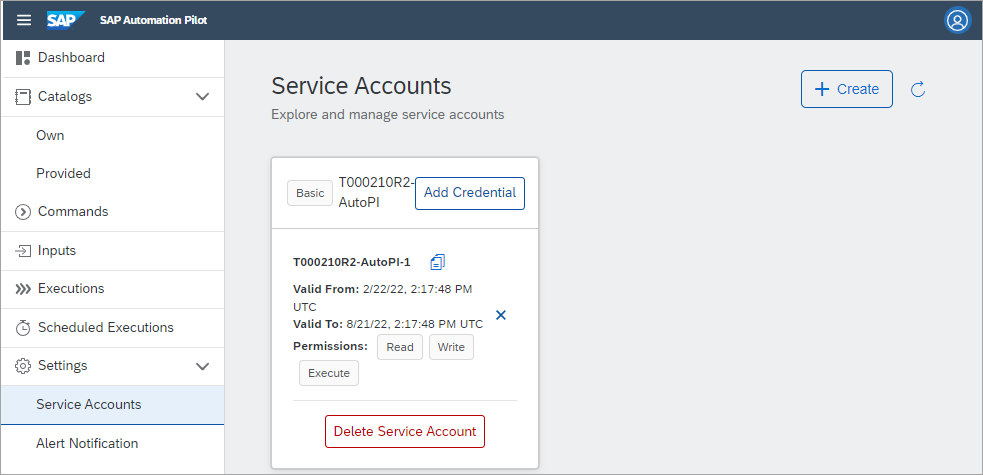 SAP SAP Automation Pilot
Dashboard
Catalogs
Own
Provided
Commands
Inputs
Executions
Scheduled Executions
Settings
Service Accounts
Alert Notification
Service Accounts
Explore and manage service accounts
Create
Basic
T000210R2-
AutoPI
Add Credential
T000210R2-AutoPI-1
Valid From: 2/22/22, 2:17:48 PM
UTC
Valid To: 8/21/22, 2:17:48 PM UTC
Permissions: Read Write
Execute
Delete Service Account